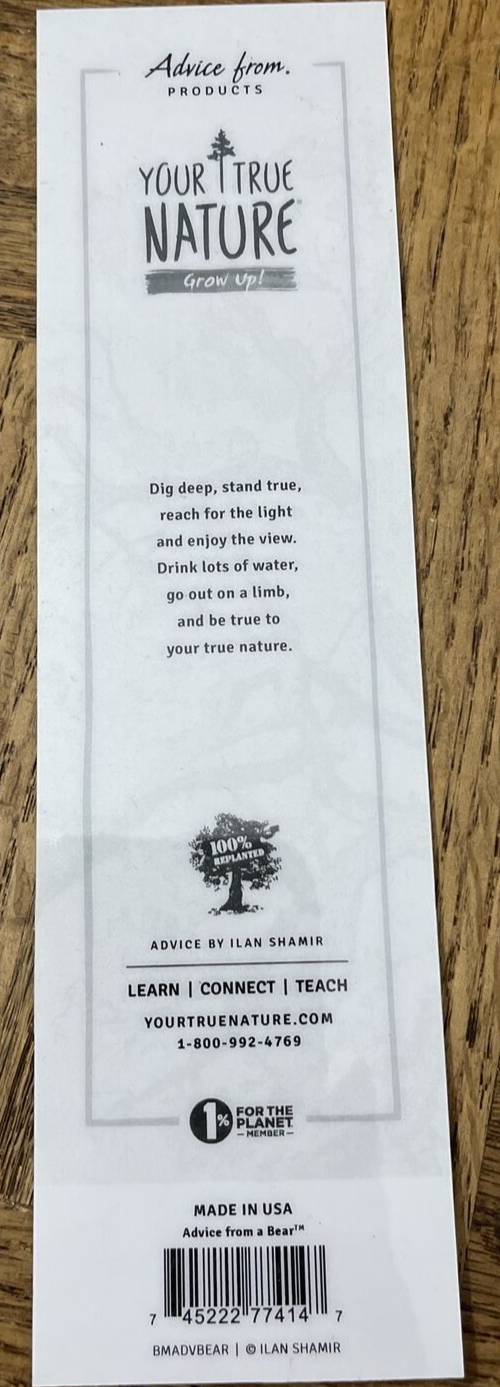 Advice from.
PRODUCTS
YOUR TRUE
NATURE®
Grow Up!
Dig deep, stand true,
reach for the light
and enjoy the view.
Drink lots of water,
go out on a limb,
and be true to
your true nature.
100%
REPLANTED
ADVICE BY ILAN SHAMIR
LEARN | CONNECT | TEACH
YOURTRUENATURE.COM
1-800-992-4769
1%
FOR THE
PLANET
– MEMBER –
MADE IN USA
Advice from a Bear™
7 45222 77414 7
BMADVBEAR | © ILAN SHAMIR